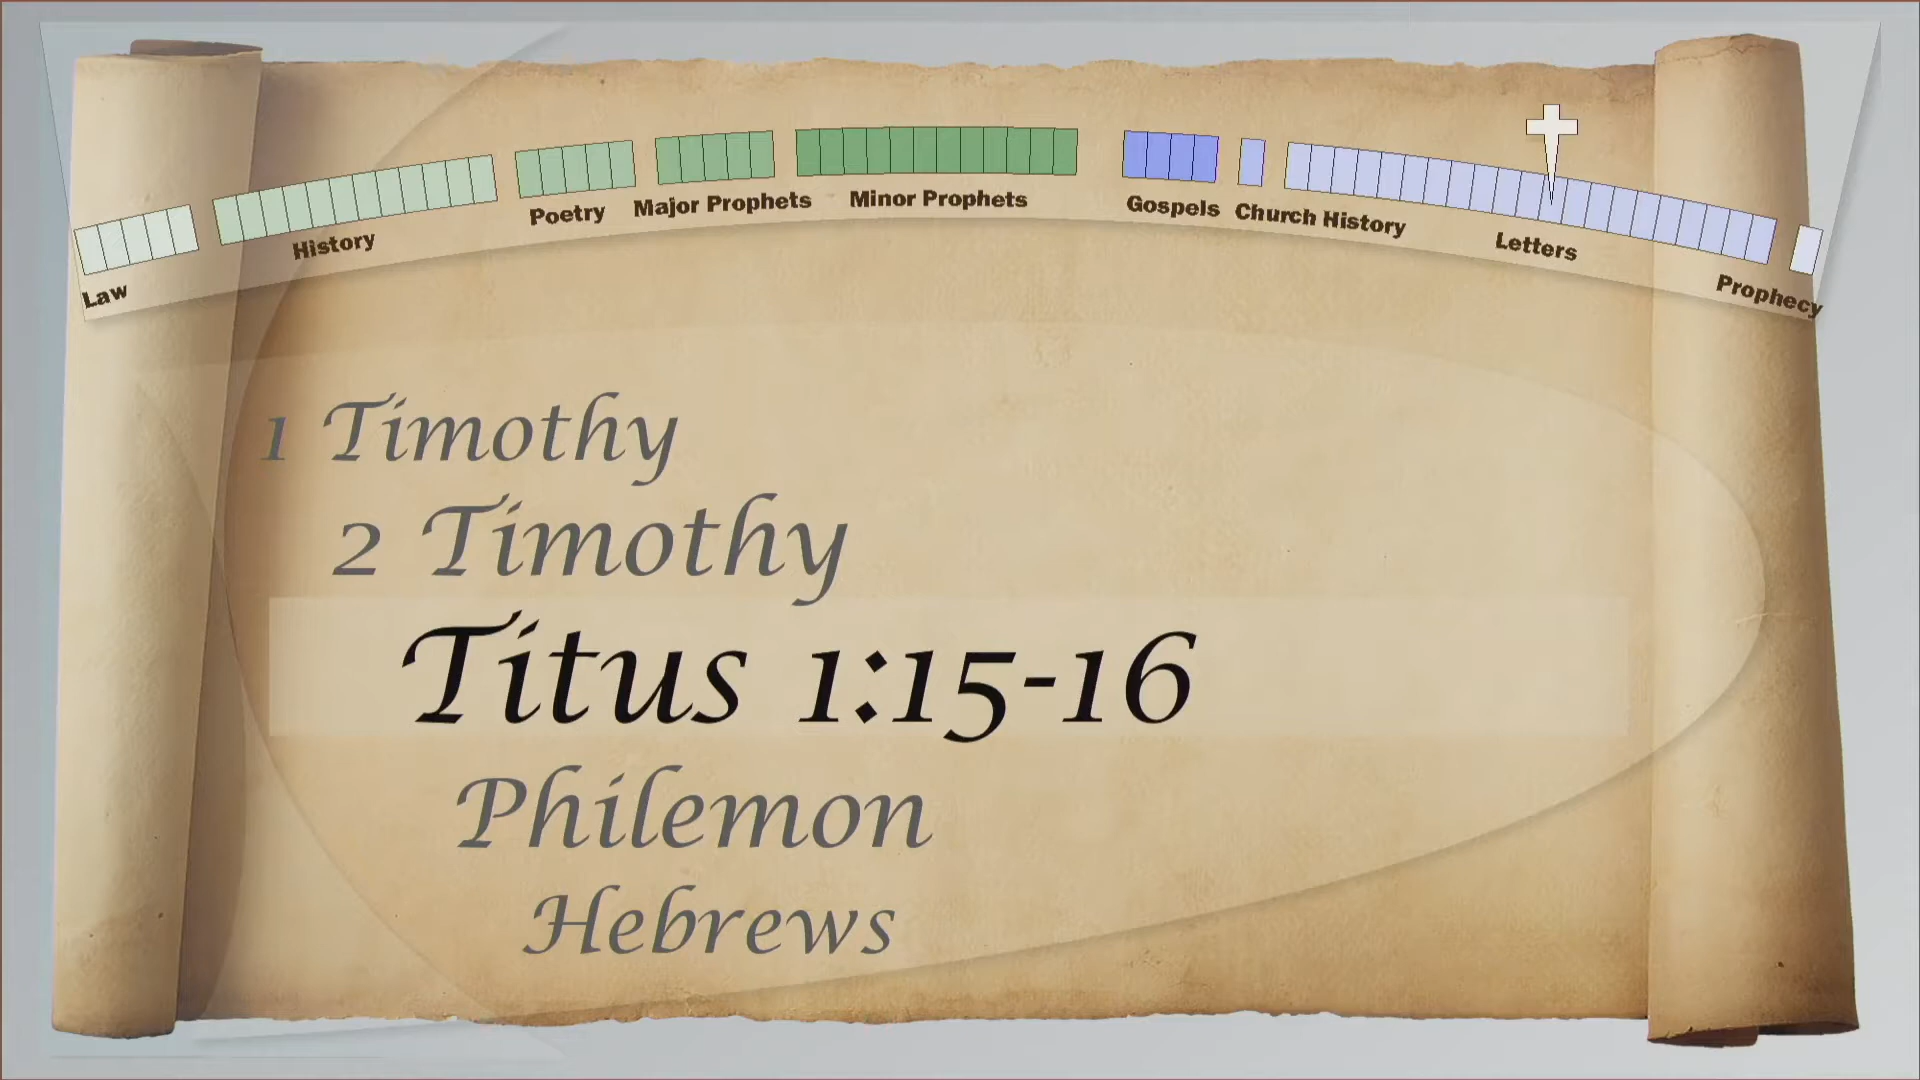 Law
History
Poetry
Major Prophets
Minor Prophets
Gospels
Church History
Letters
Prophecy
1 Timothy
2 Timothy
Titus 1:15-16
Philemon
Hebrews